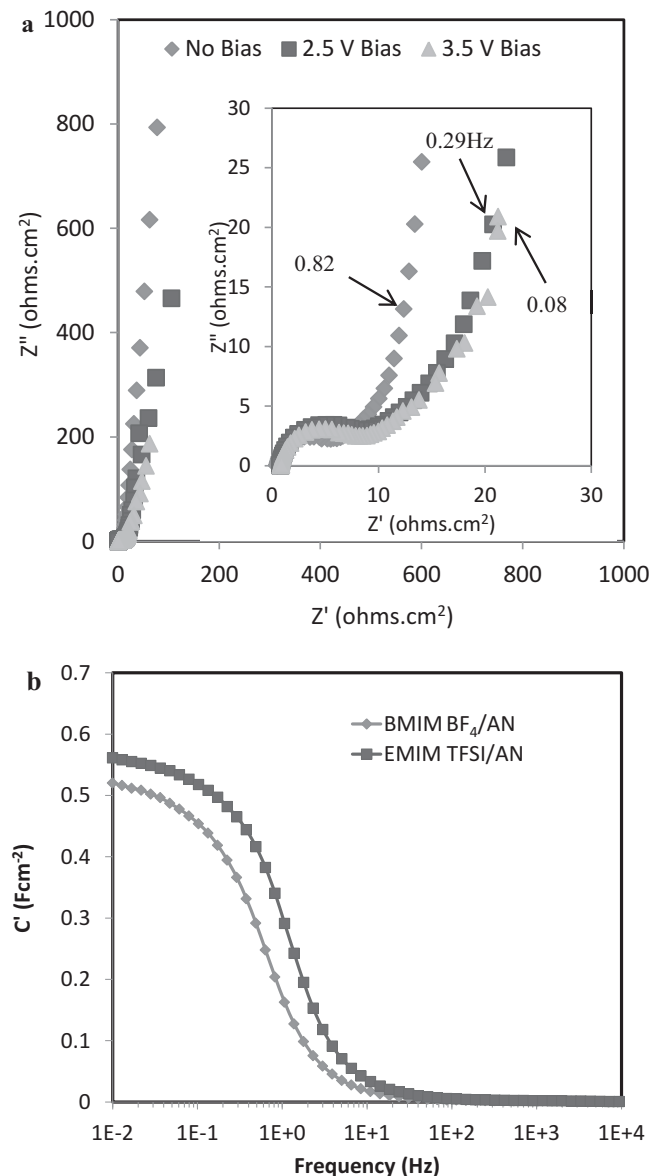 a
No Bias 2.5 V Bias 3.5 V Bias
1000
800
600
400
200
0
Z" (ohms.cm²)
0 200 400 600 800 1000
Z' (ohms.cm²)
30
25
20
15
10
5
0
Z" (ohms.cm²)
0.29Hz
0.82
0.08
0 10 20 30
Z' (ohms.cm²)
b
BMIM BF₄/AN
EMIM TFSI/AN
0.7
0.6
0.5
0.4
0.3
0.2
0.1
0
C' (Fcm⁻²)
1E-2 1E-1 1E+0 1E+1 1E+2 1E+3 1E+4
Frequency (Hz)